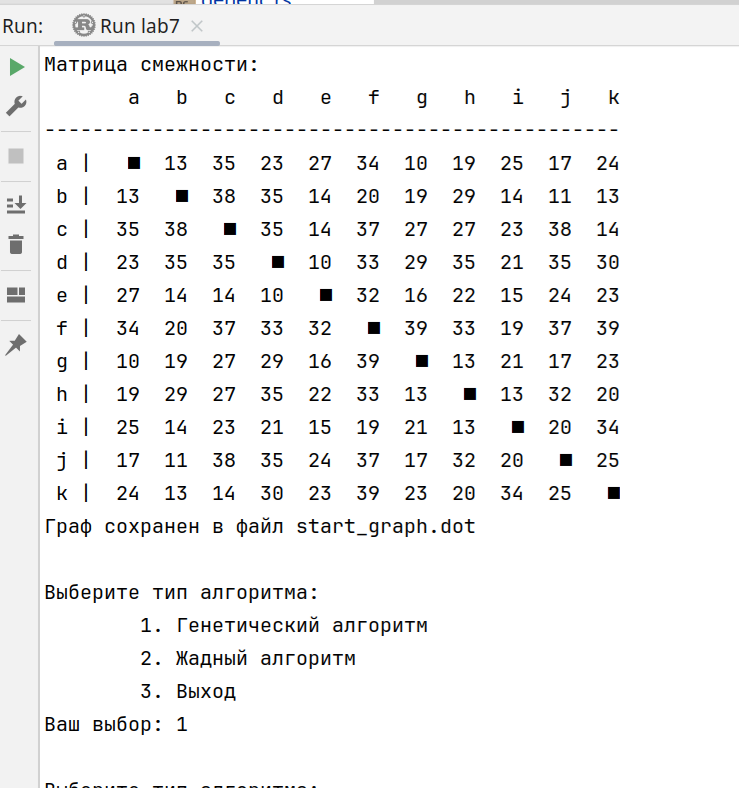 Run: Run lab7
Матрица смежности:
a b c d e f g h i j k
------------------------------------------------
a | ■ 13 35 23 27 34 10 19 25 17 24
b | 13 ■ 38 35 14 20 19 29 14 11 13
c | 35 38 ■ 35 14 37 27 27 23 38 14
d | 23 35 35 ■ 10 33 29 35 21 35 30
e | 27 14 14 10 ■ 32 16 22 15 24 23
f | 34 20 37 33 32 ■ 39 33 19 37 39
g | 10 19 27 29 16 39 ■ 13 21 17 23
h | 19 29 27 35 22 33 13 ■ 13 32 20
i | 25 14 23 21 15 19 21 13 ■ 20 34
j | 17 11 38 35 24 37 17 32 20 ■ 25
k | 24 13 14 30 23 39 23 20 34 25 ■
Граф сохранен в файл start_graph.dot
Выберите тип алгоритма:
1. Генетический алгоритм
2. Жадный алгоритм
3. Выход
Ваш выбор: 1
Выберите тип алгоритма: